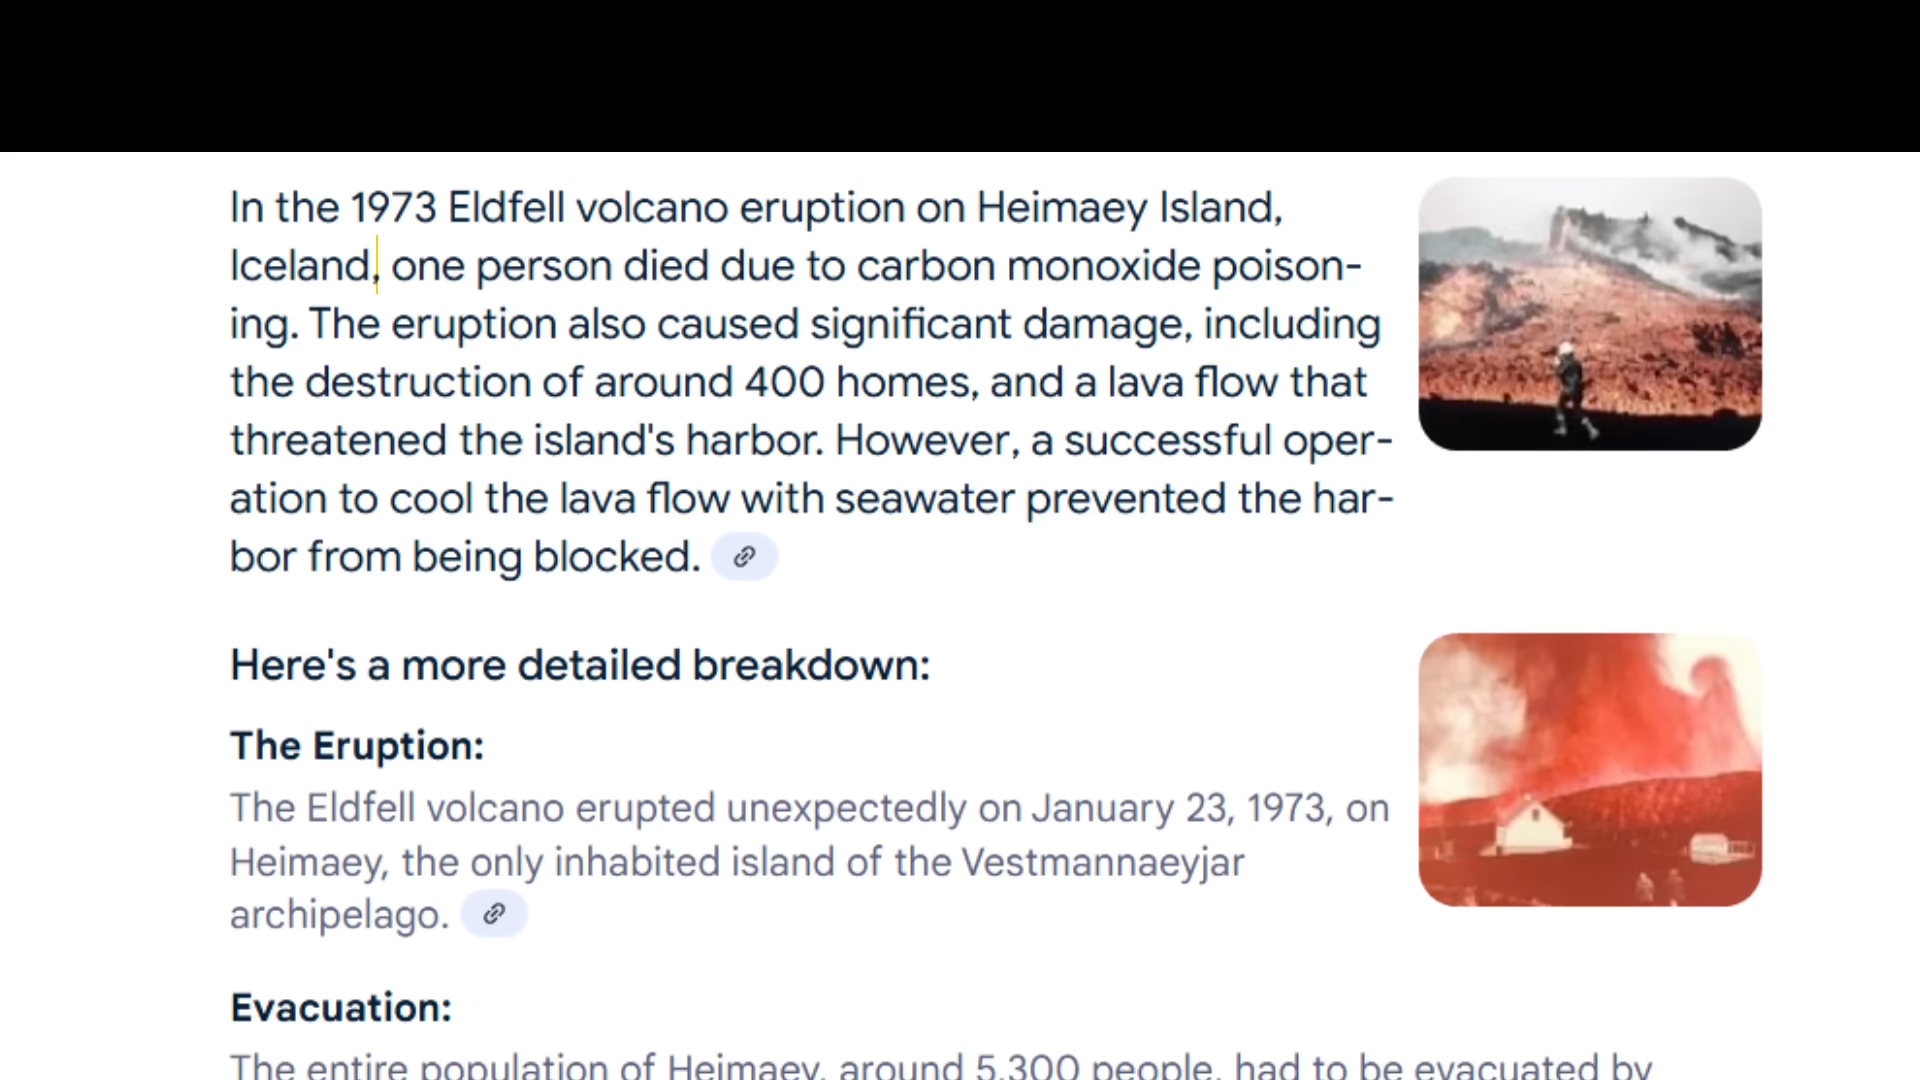 In the 1973 Eldfell volcano eruption on Heimaey Island,
Iceland, one person died due to carbon monoxide poison-
ing. The eruption also caused significant damage, including
the destruction of around 400 homes, and a lava flow that
threatened the island's harbor. However, a successful oper-
ation to cool the lava flow with seawater prevented the har-
bor from being blocked.
Here's a more detailed breakdown:
The Eruption:
The Eldfell volcano erupted unexpectedly on January 23, 1973, on
Heimaey, the only inhabited island of the Vestmannaeyjar
archipelago.
Evacuation:
The entire population of Heimaey, around 5,300 people, had to be evacuated by